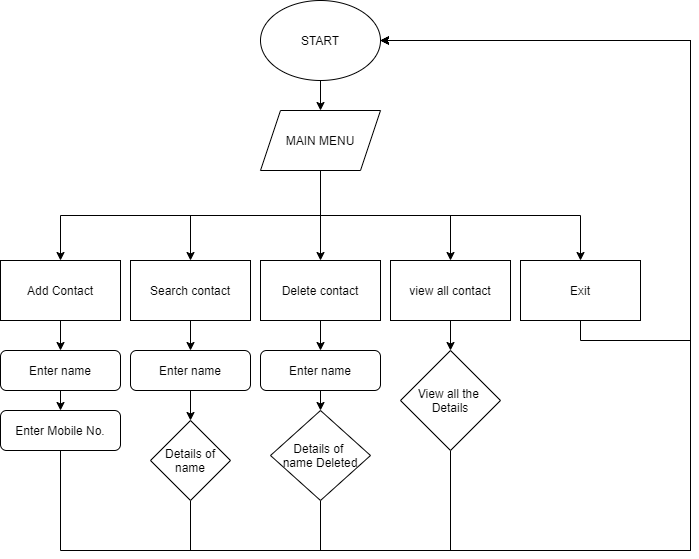 START
MAIN MENU
Add Contact
Search contact
Delete contact
view all contact
Exit
Enter name
Enter name
Enter name
View all the
Details
Enter Mobile No.
Details of
name
Details of
name Deleted